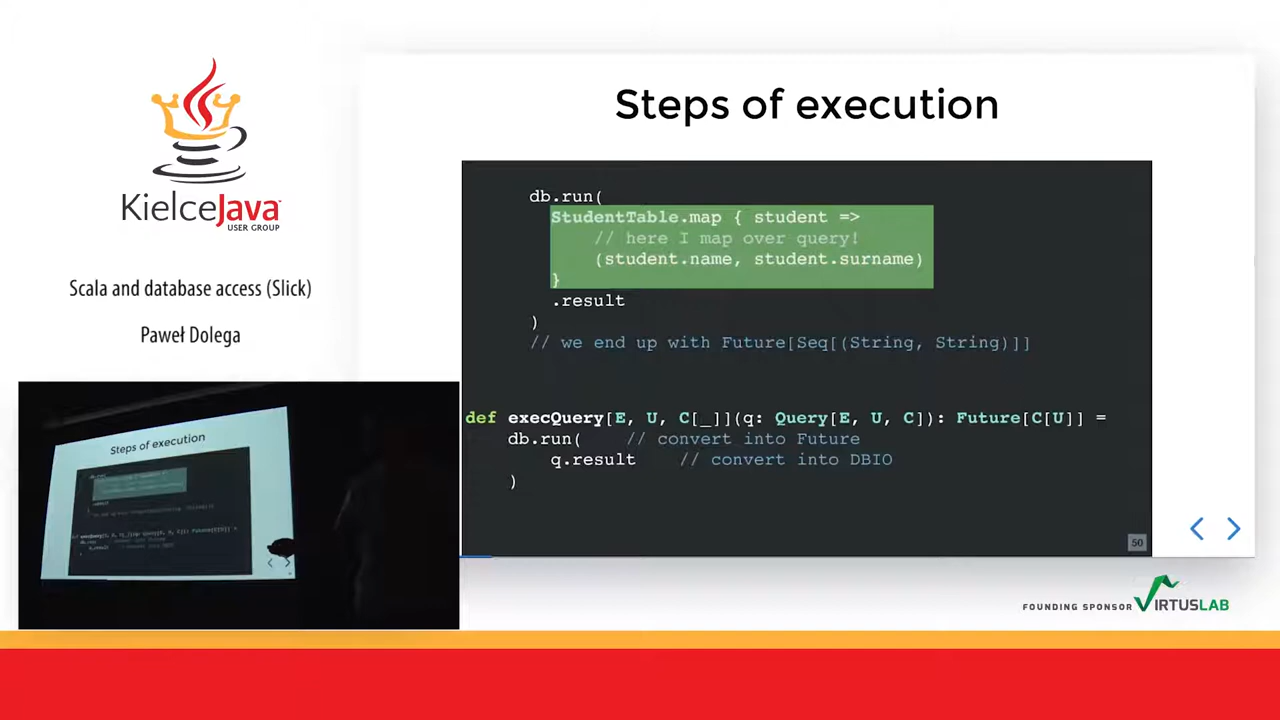 KielceJava
USER GROUP
Scala and database access (Slick)
Paweł Dolega
Steps of execution
db.run(
StudentTable.map { student =>
// here I map over query!
(student.name, student.surname)
}
.result
)
// we end up with Future[Seq[(String, String)]]
def execQuery[E, U, C[_]](q: Query[E, U, C]): Future[C[U]] =
db.run( // convert into Future
q.result // convert into DBIO
)
50
FOUNDING SPONSOR VIRTUSLAB
Steps of execution